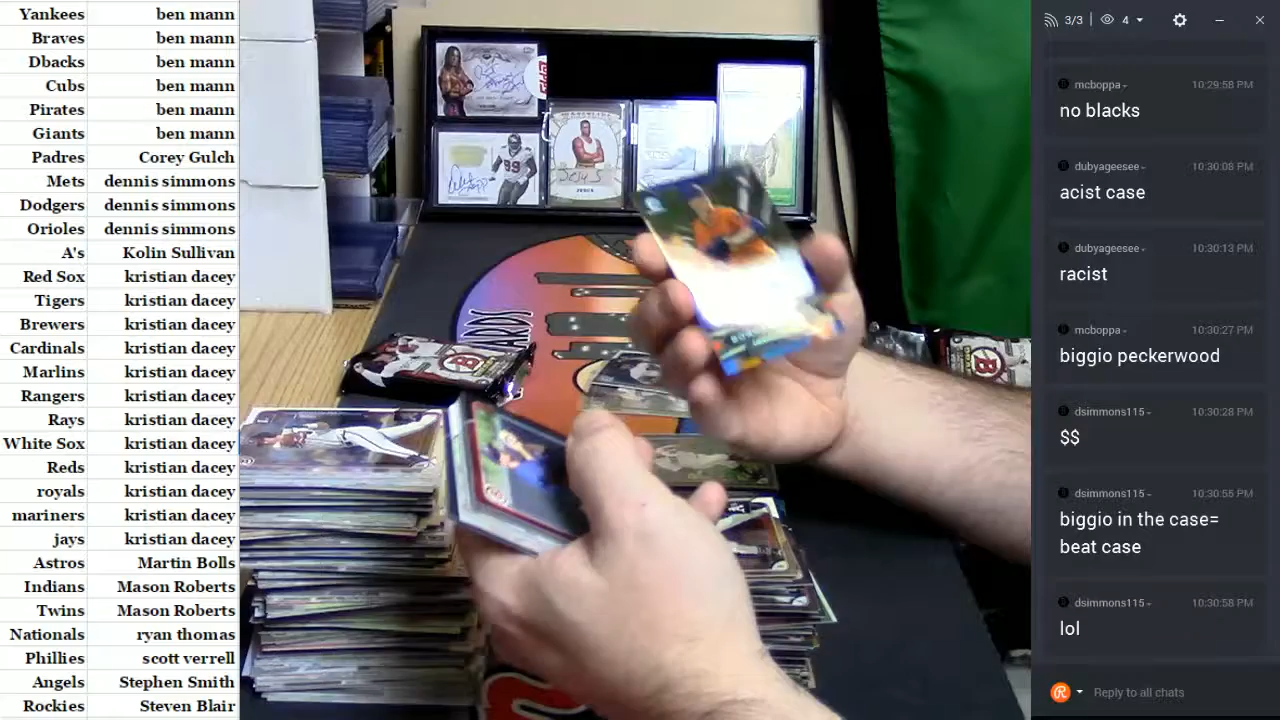 Yankees ben mann
Braves ben mann
Dbacks ben mann
Cubs ben mann
Pirates ben mann
Giants ben mann
Padres Corey Gulch
Mets dennis simmons
Dodgers dennis simmons
Orioles dennis simmons
A's Kolin Sullivan
Red Sox kristian dacey
Tigers kristian dacey
Brewers kristian dacey
Cardinals kristian dacey
Marlins kristian dacey
Rangers kristian dacey
Rays kristian dacey
White Sox kristian dacey
Reds kristian dacey
royals kristian dacey
mariners kristian dacey
jays kristian dacey
Astros Martin Bolls
Indians Mason Roberts
Twins Mason Roberts
Nationals ryan thomas
Phillies scott verrell
Angels Stephen Smith
Rockies Steven Blair
99
ARDS
B
3/3 4
mcboppa 10:29:58 PM
no blacks
dubyageesee 10:30:08 PM
acist case
dubyageesee 10:30:13 PM
racist
mcboppa 10:30:27 PM
biggio peckerwood
dsimmons115 10:30:28 PM
$$
dsimmons115 10:30:55 PM
biggio in the case=
beat case
dsimmons115 10:30:58 PM
lol
Reply to all chats